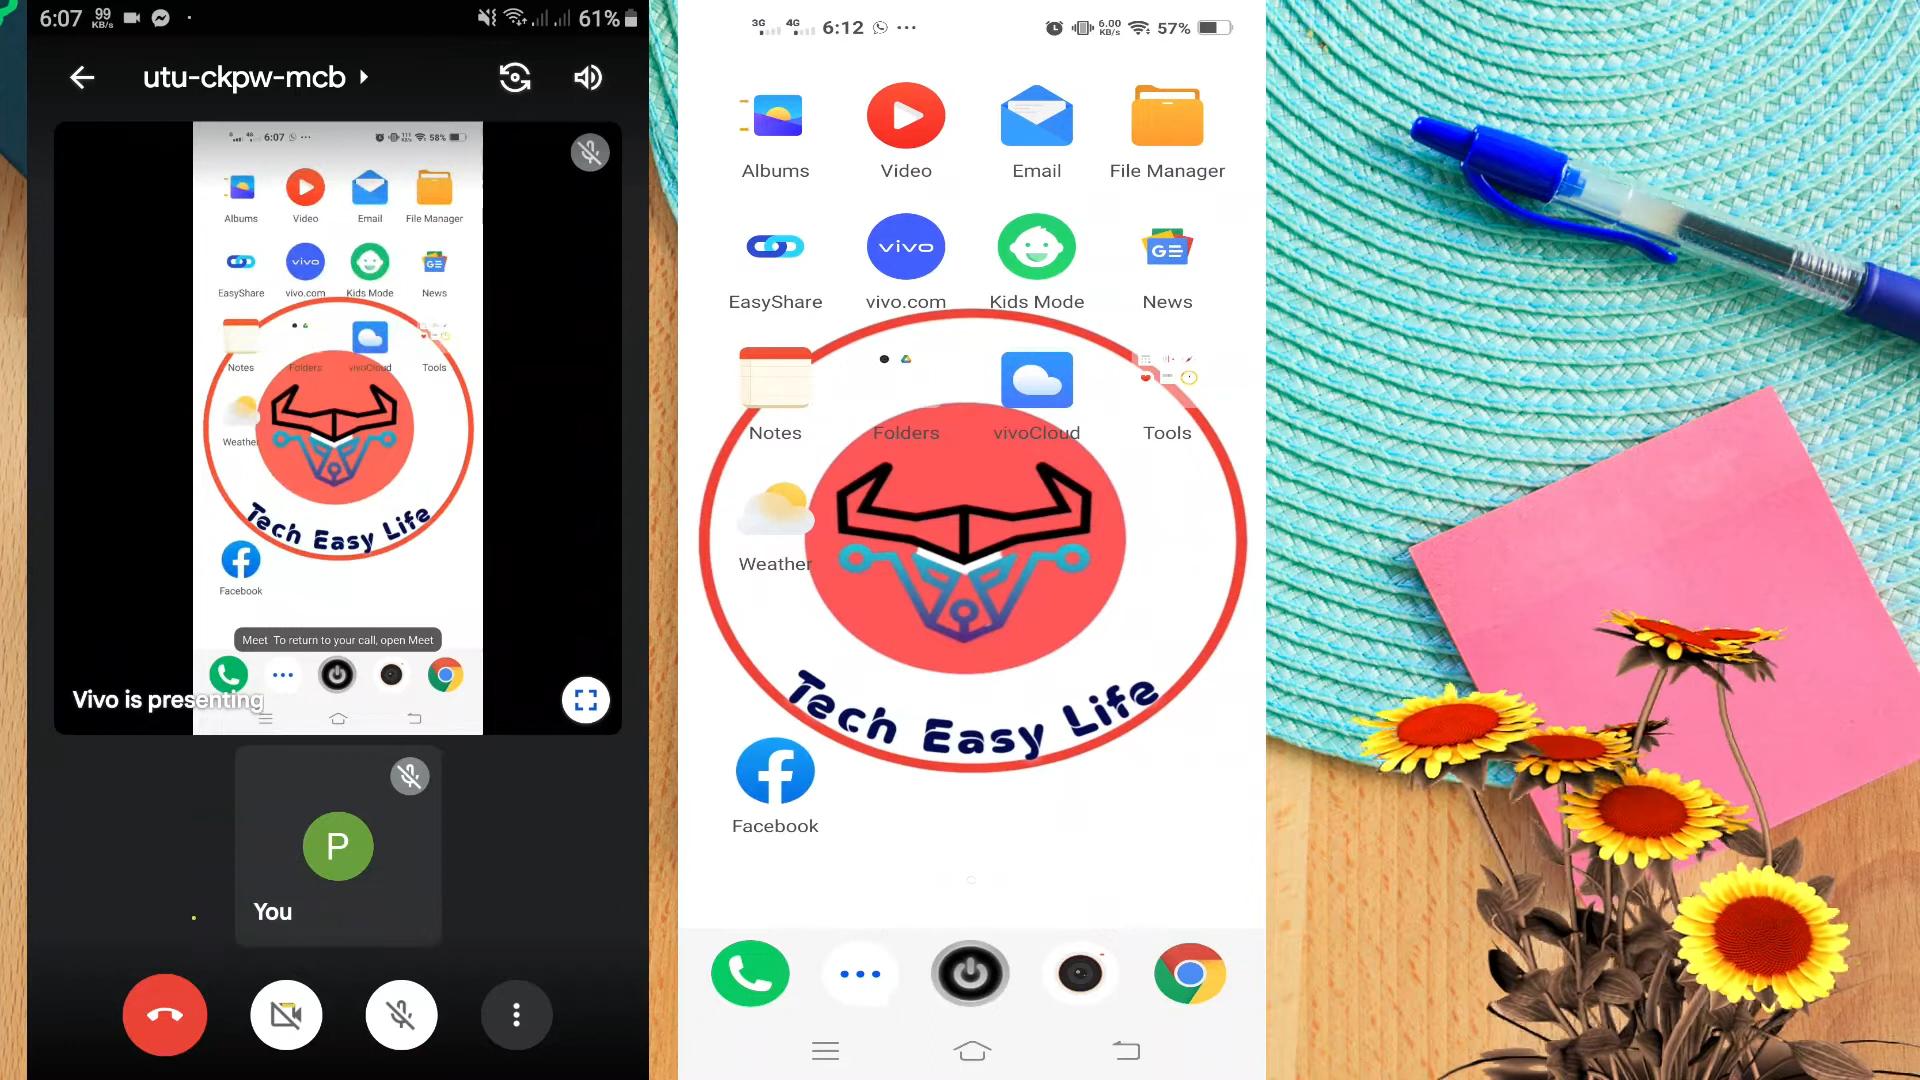 6:07 99 KB/s 61%
utu-ckpw-mcb
6:07 58%
Albums Video Email File Manager
EasyShare vivo.com Kids Mode News
vivo
GE
Notes Folders vivoCloud Tools
Weather
Tech Easy Life
Facebook
Meet To return to your call, open Meet
Vivo is presenting
P
You
3G 4G 6:12 6.00 KB/s 57%
Albums Video Email File Manager
vivo
GE
EasyShare vivo.com Kids Mode News
Notes Folders vivoCloud Tools
Weather
Tech Easy Life
Facebook